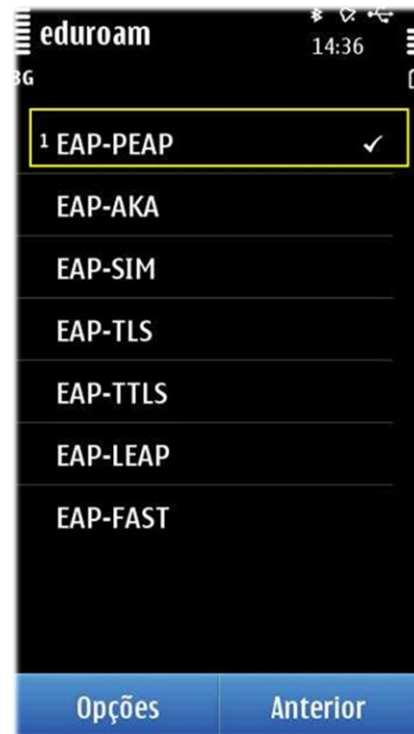 eduroam
14:36
3G
1 EAP-PEAP
EAP-AKA
EAP-SIM
EAP-TLS
EAP-TTLS
EAP-LEAP
EAP-FAST
Opções Anterior